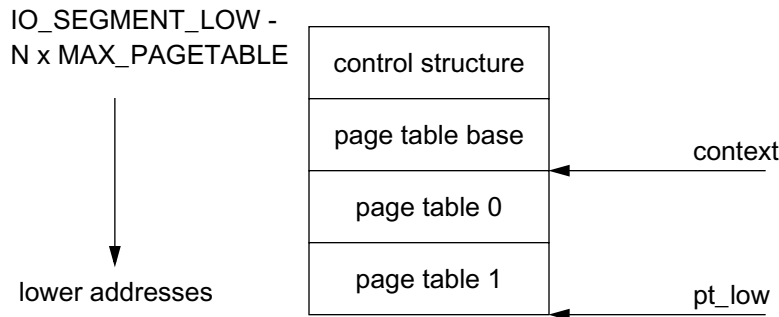 IO_SEGMENT_LOW -
N x MAX_PAGETABLE
control structure
page table base
context
page table 0
page table 1
lower addresses
pt_low